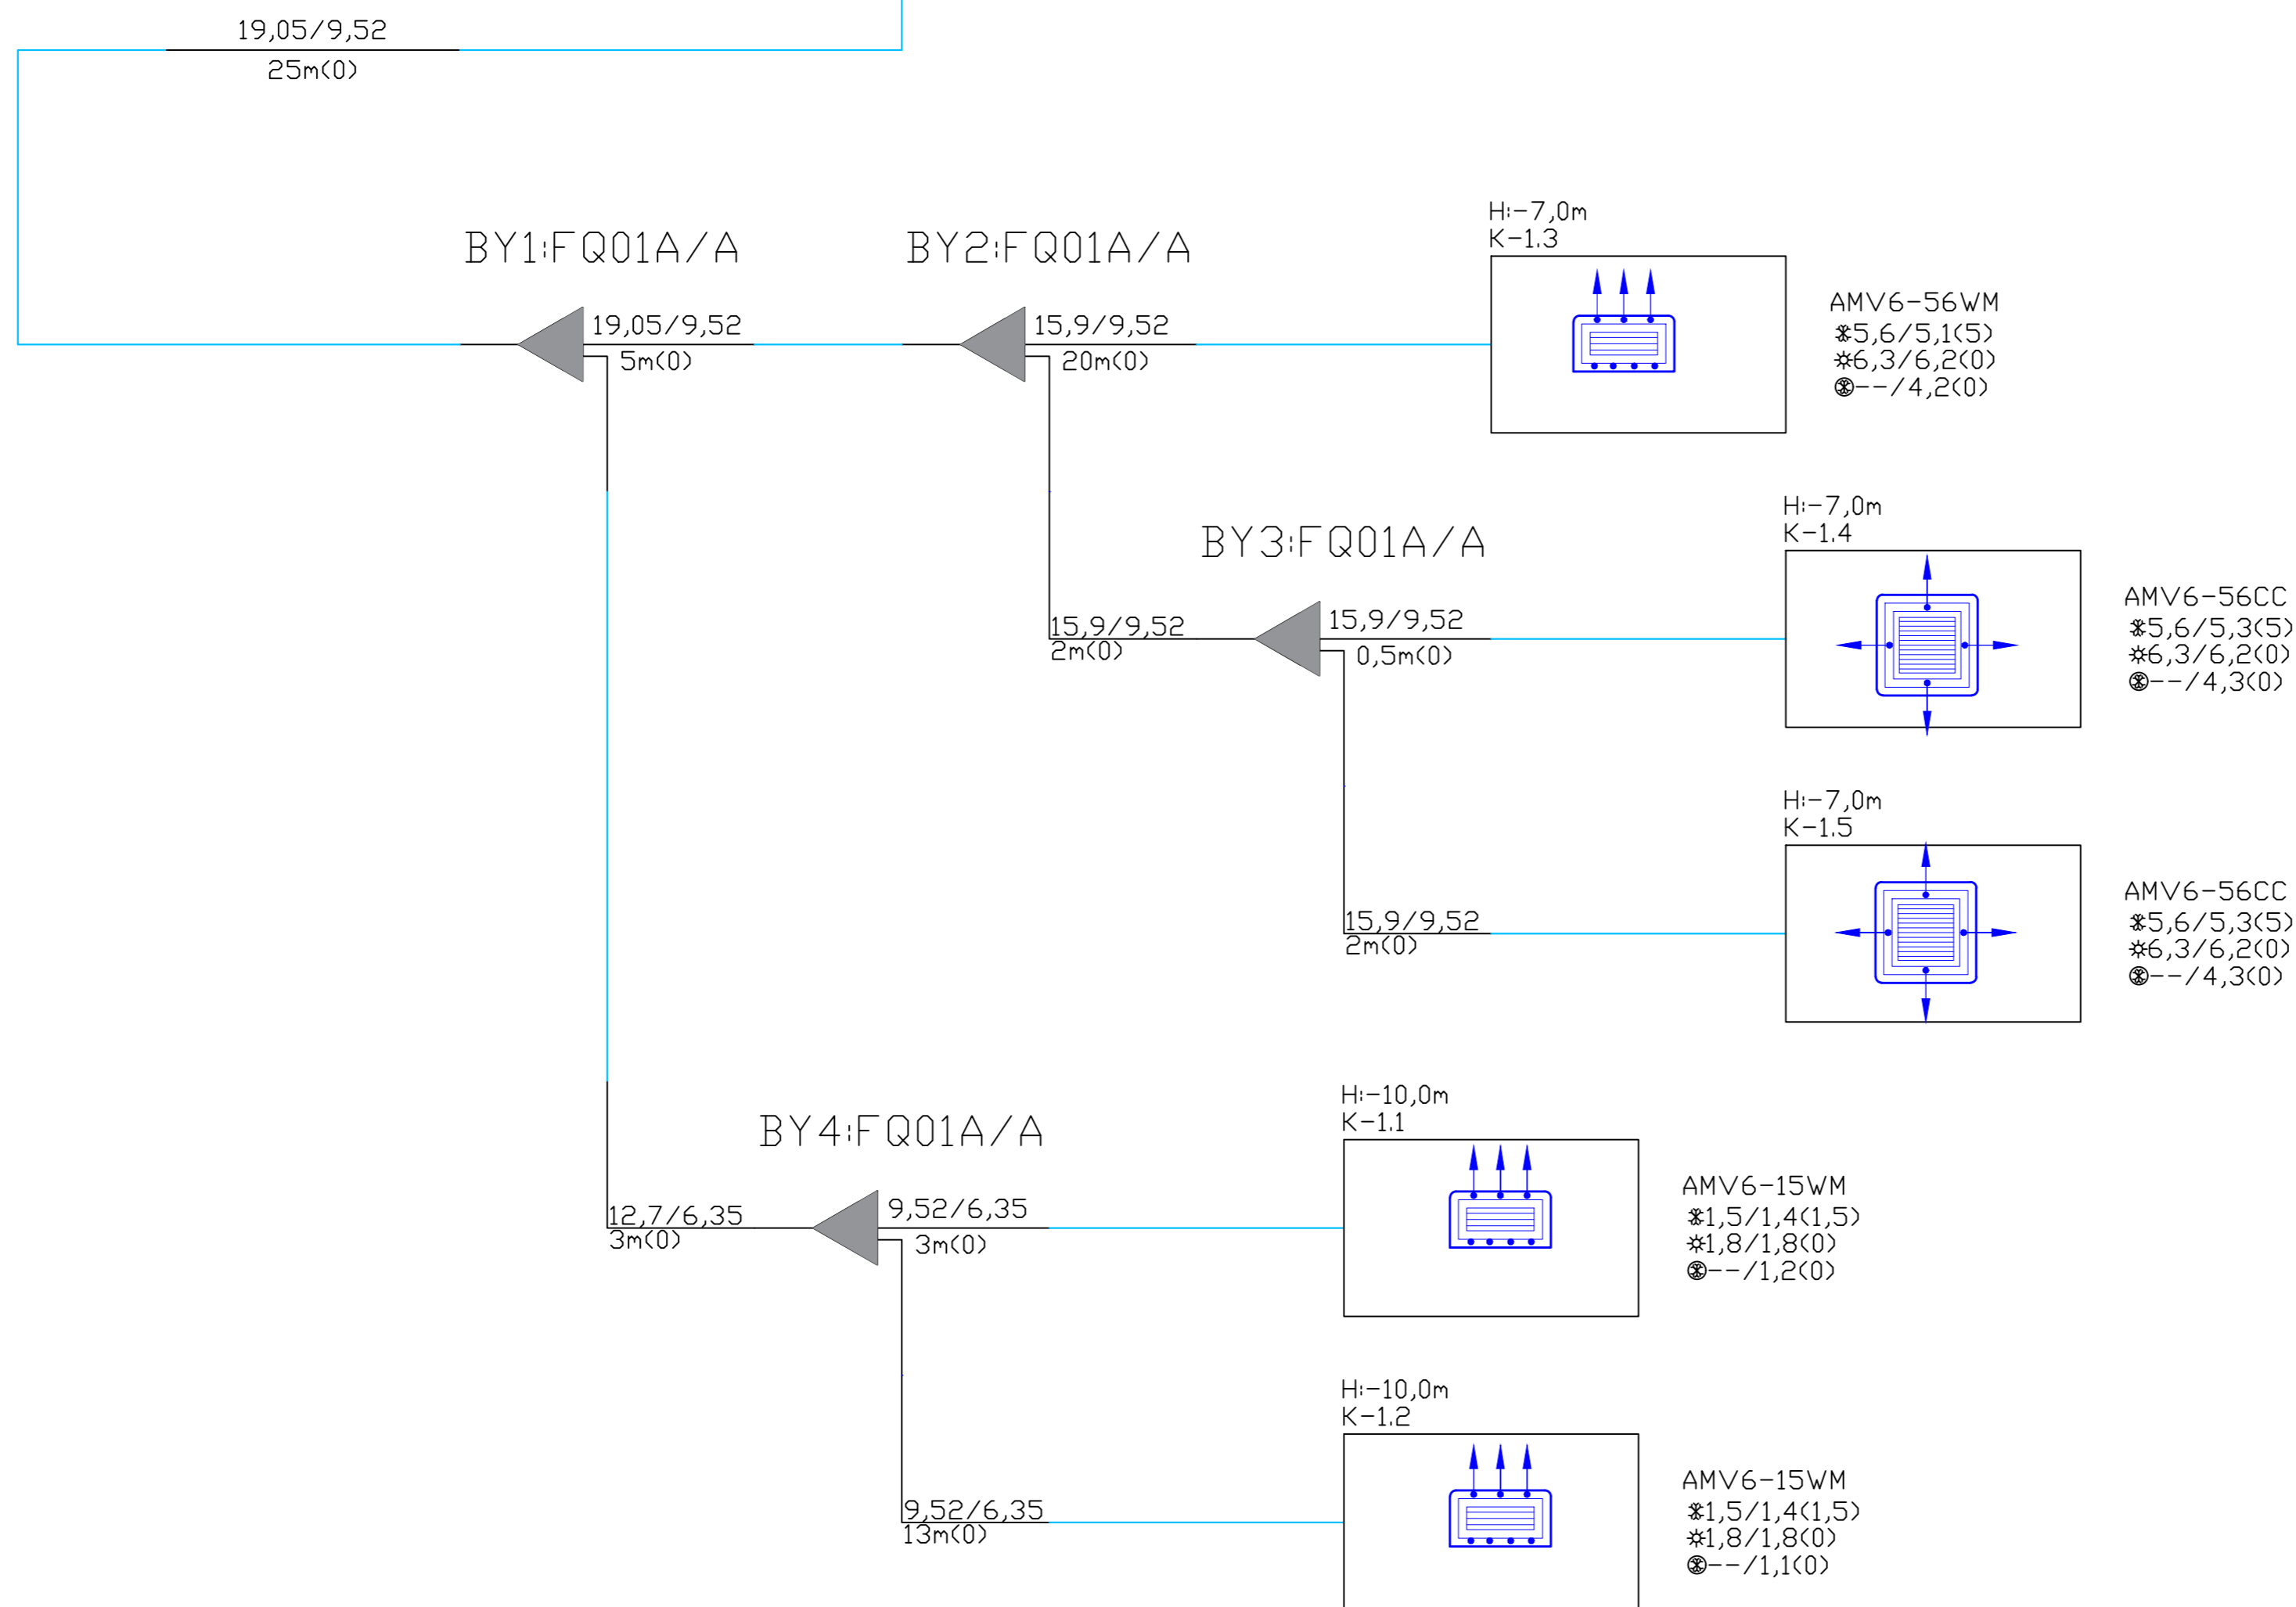 19,05/9,52
25m(0)
BY1:FQ01A/A
19,05/9,52
5m(0)
BY2:FQ01A/A
15,9/9,52
20m(0)
H:-7,0m
K-1.3
AMV6-56WM
5,6/5,1(5)
6,3/6,2(0)
--/4,2(0)
15,9/9,52
2m(0)
BY3:FQ01A/A
15,9/9,52
0,5m(0)
H:-7,0m
K-1.4
AMV6-56CC
5,6/5,3(5)
6,3/6,2(0)
--/4,3(0)
15,9/9,52
2m(0)
H:-7,0m
K-1.5
AMV6-56CC
5,6/5,3(5)
6,3/6,2(0)
--/4,3(0)
12,7/6,35
3m(0)
BY4:FQ01A/A
9,52/6,35
3m(0)
H:-10,0m
K-1.1
AMV6-15WM
1,5/1,4(1,5)
1,8/1,8(0)
--/1,2(0)
9,52/6,35
13m(0)
H:-10,0m
K-1.2
AMV6-15WM
1,5/1,4(1,5)
1,8/1,8(0)
--/1,1(0)